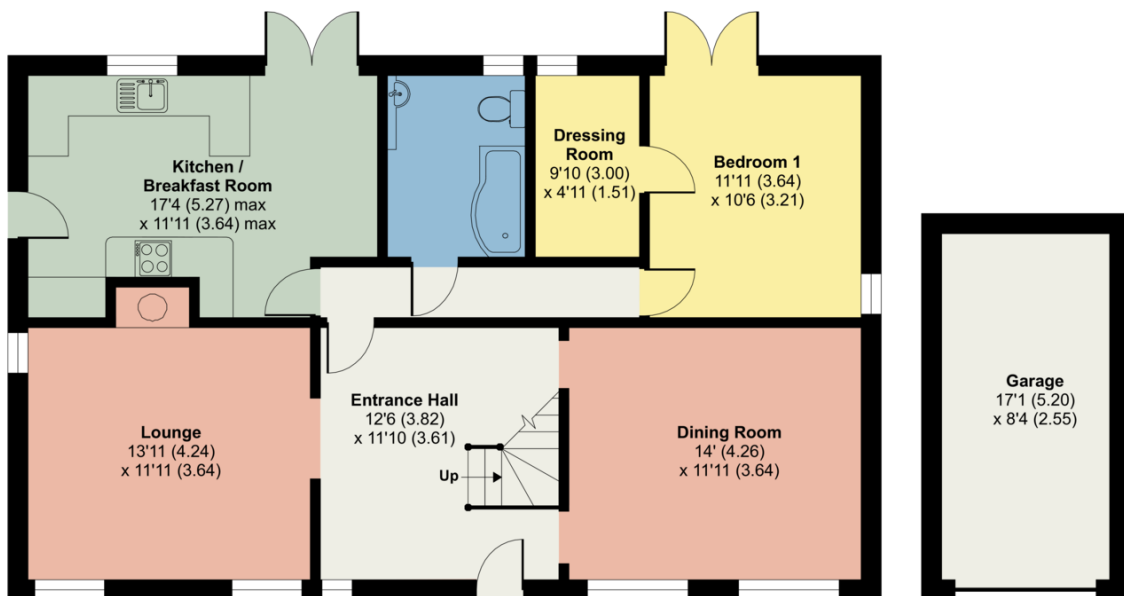 Kitchen /
Breakfast Room
17'4 (5.27) max
x 11'11 (3.64) max
Dressing
Room
9'10 (3.00)
x 4'11 (1.51)
Bedroom 1
11'11 (3.64)
x 10'6 (3.21)
Lounge
13'11 (4.24)
x 11'11 (3.64)
Entrance Hall
12'6 (3.82)
x 11'10 (3.61)
Up
Dining Room
14' (4.26)
x 11'11 (3.64)
Garage
17'1 (5.20)
x 8'4 (2.55)